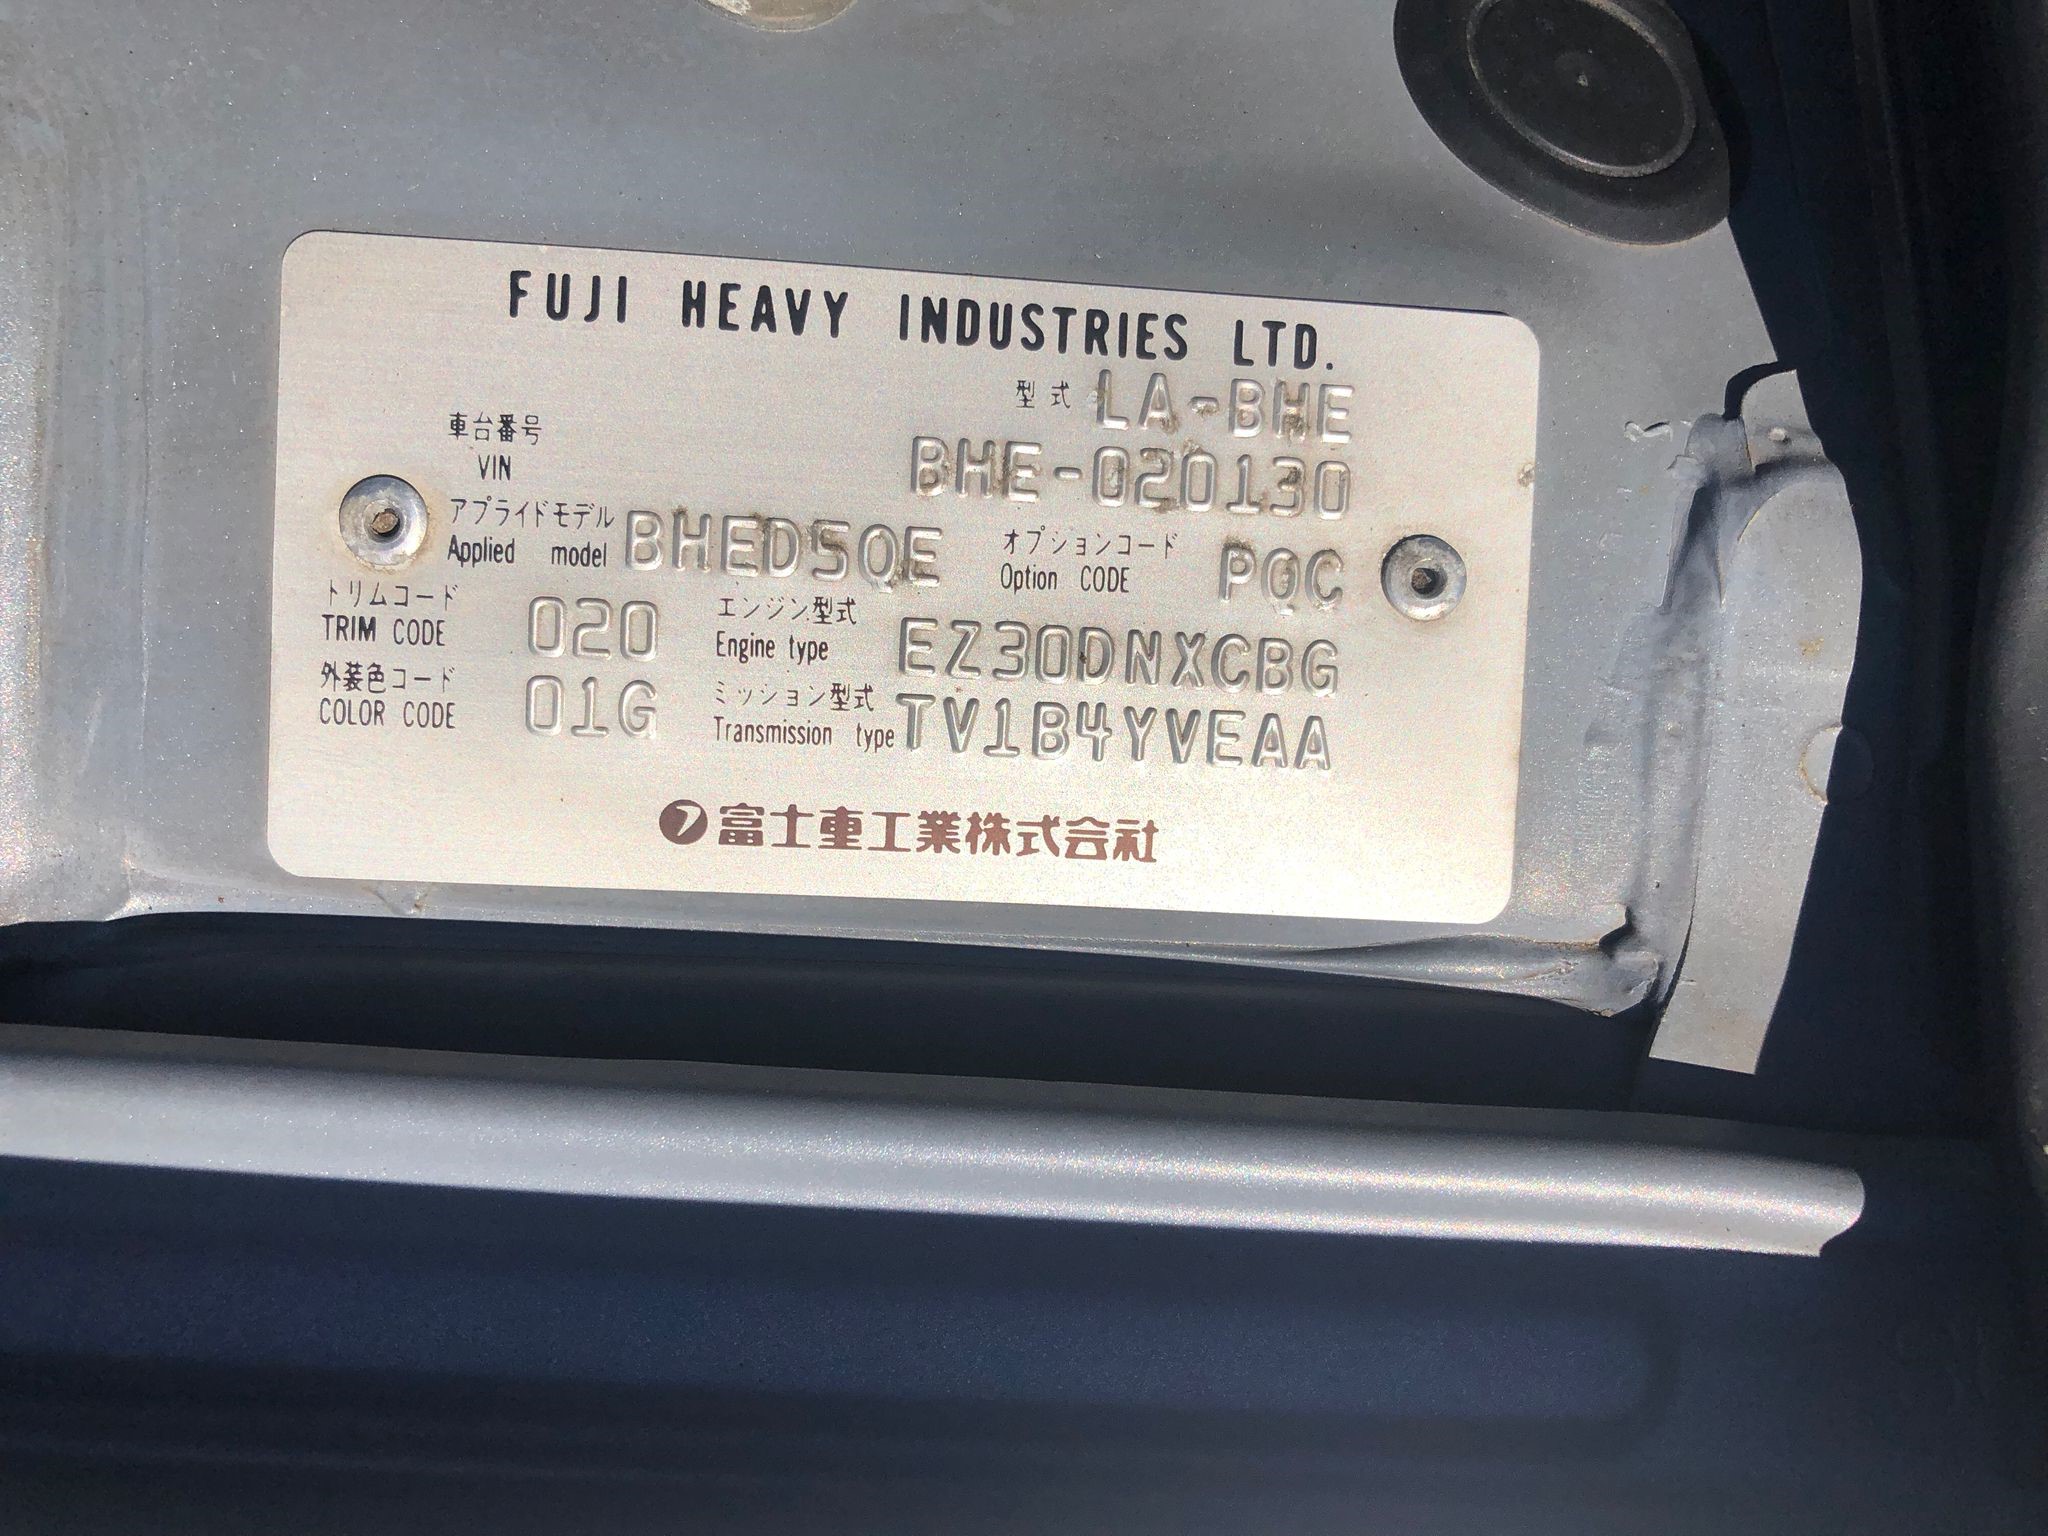 FUJI HEAVY INDUSTRIES LTD.
型式 LA-BHE
車台番号
VIN BHE-020130
アプライドモデル
Applied model BHED5QE
オプションコード
Option CODE PQC
トリムコード
TRIM CODE 020
エンジン型式
Engine type EZ30DNXCBG
外装色コード
COLOR CODE 01G
ミッション型式
Transmission type TV1B4YVEAA
フ 富士重工業株式会社